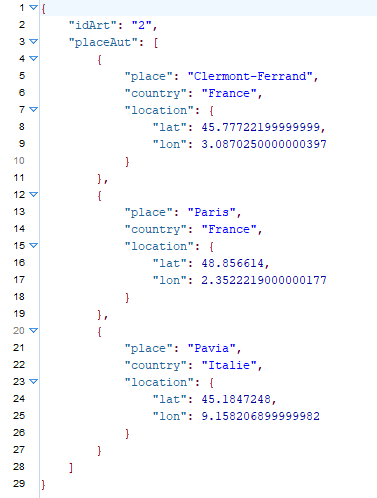 1 {
2     "idArt": "2",
3     "placeAut": [
4         {
5             "place": "Clermont-Ferrand",
6             "country": "France",
7             "location": {
8                 "lat": 45.77722199999999,
9                 "lon": 3.0870250000000397
10             }
11         },
12         {
13             "place": "Paris",
14             "country": "France",
15             "location": {
16                 "lat": 48.856614,
17                 "lon": 2.3522219000000177
18             }
19         },
20         {
21             "place": "Pavia",
22             "country": "Italie",
23             "location": {
24                 "lat": 45.1847248,
25                 "lon": 9.158206899999982
26             }
27         }
28     ]
29 }